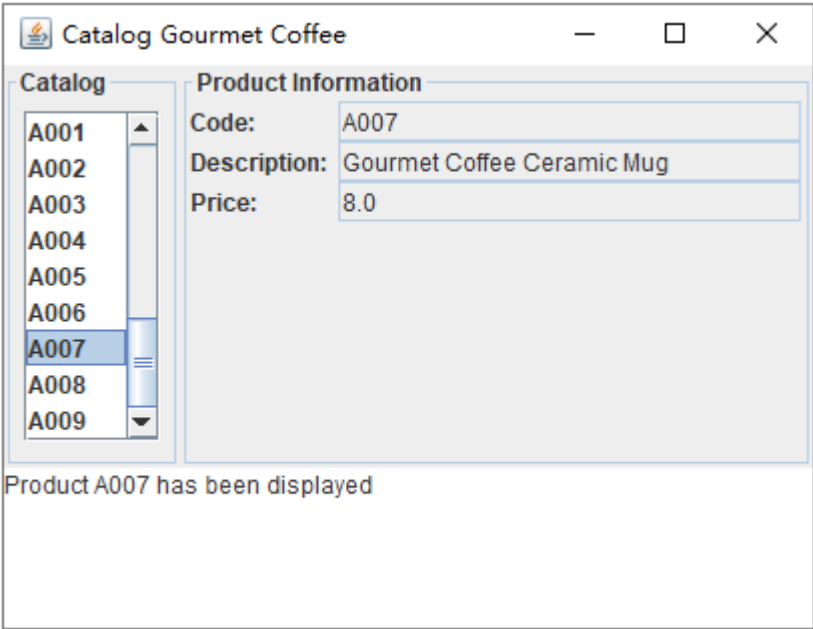 Catalog Gourmet Coffee
Catalog
A001
A002
A003
A004
A005
A006
A007
A008
A009
Product Information
Code: A007
Description: Gourmet Coffee Ceramic Mug
Price: 8.0
Product A007 has been displayed